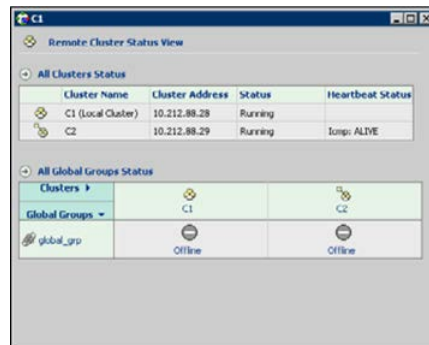 C1
Remote Cluster Status View
All Clusters Status
Cluster Name Cluster Address Status Heartbeat Status
C1 (Local Cluster) 10.212.88.28 Running
C2 10.212.88.29 Running Icmp: ALIVE
All Global Groups Status
Clusters
C1 C2
Global Groups
global_grp
Offline Offline